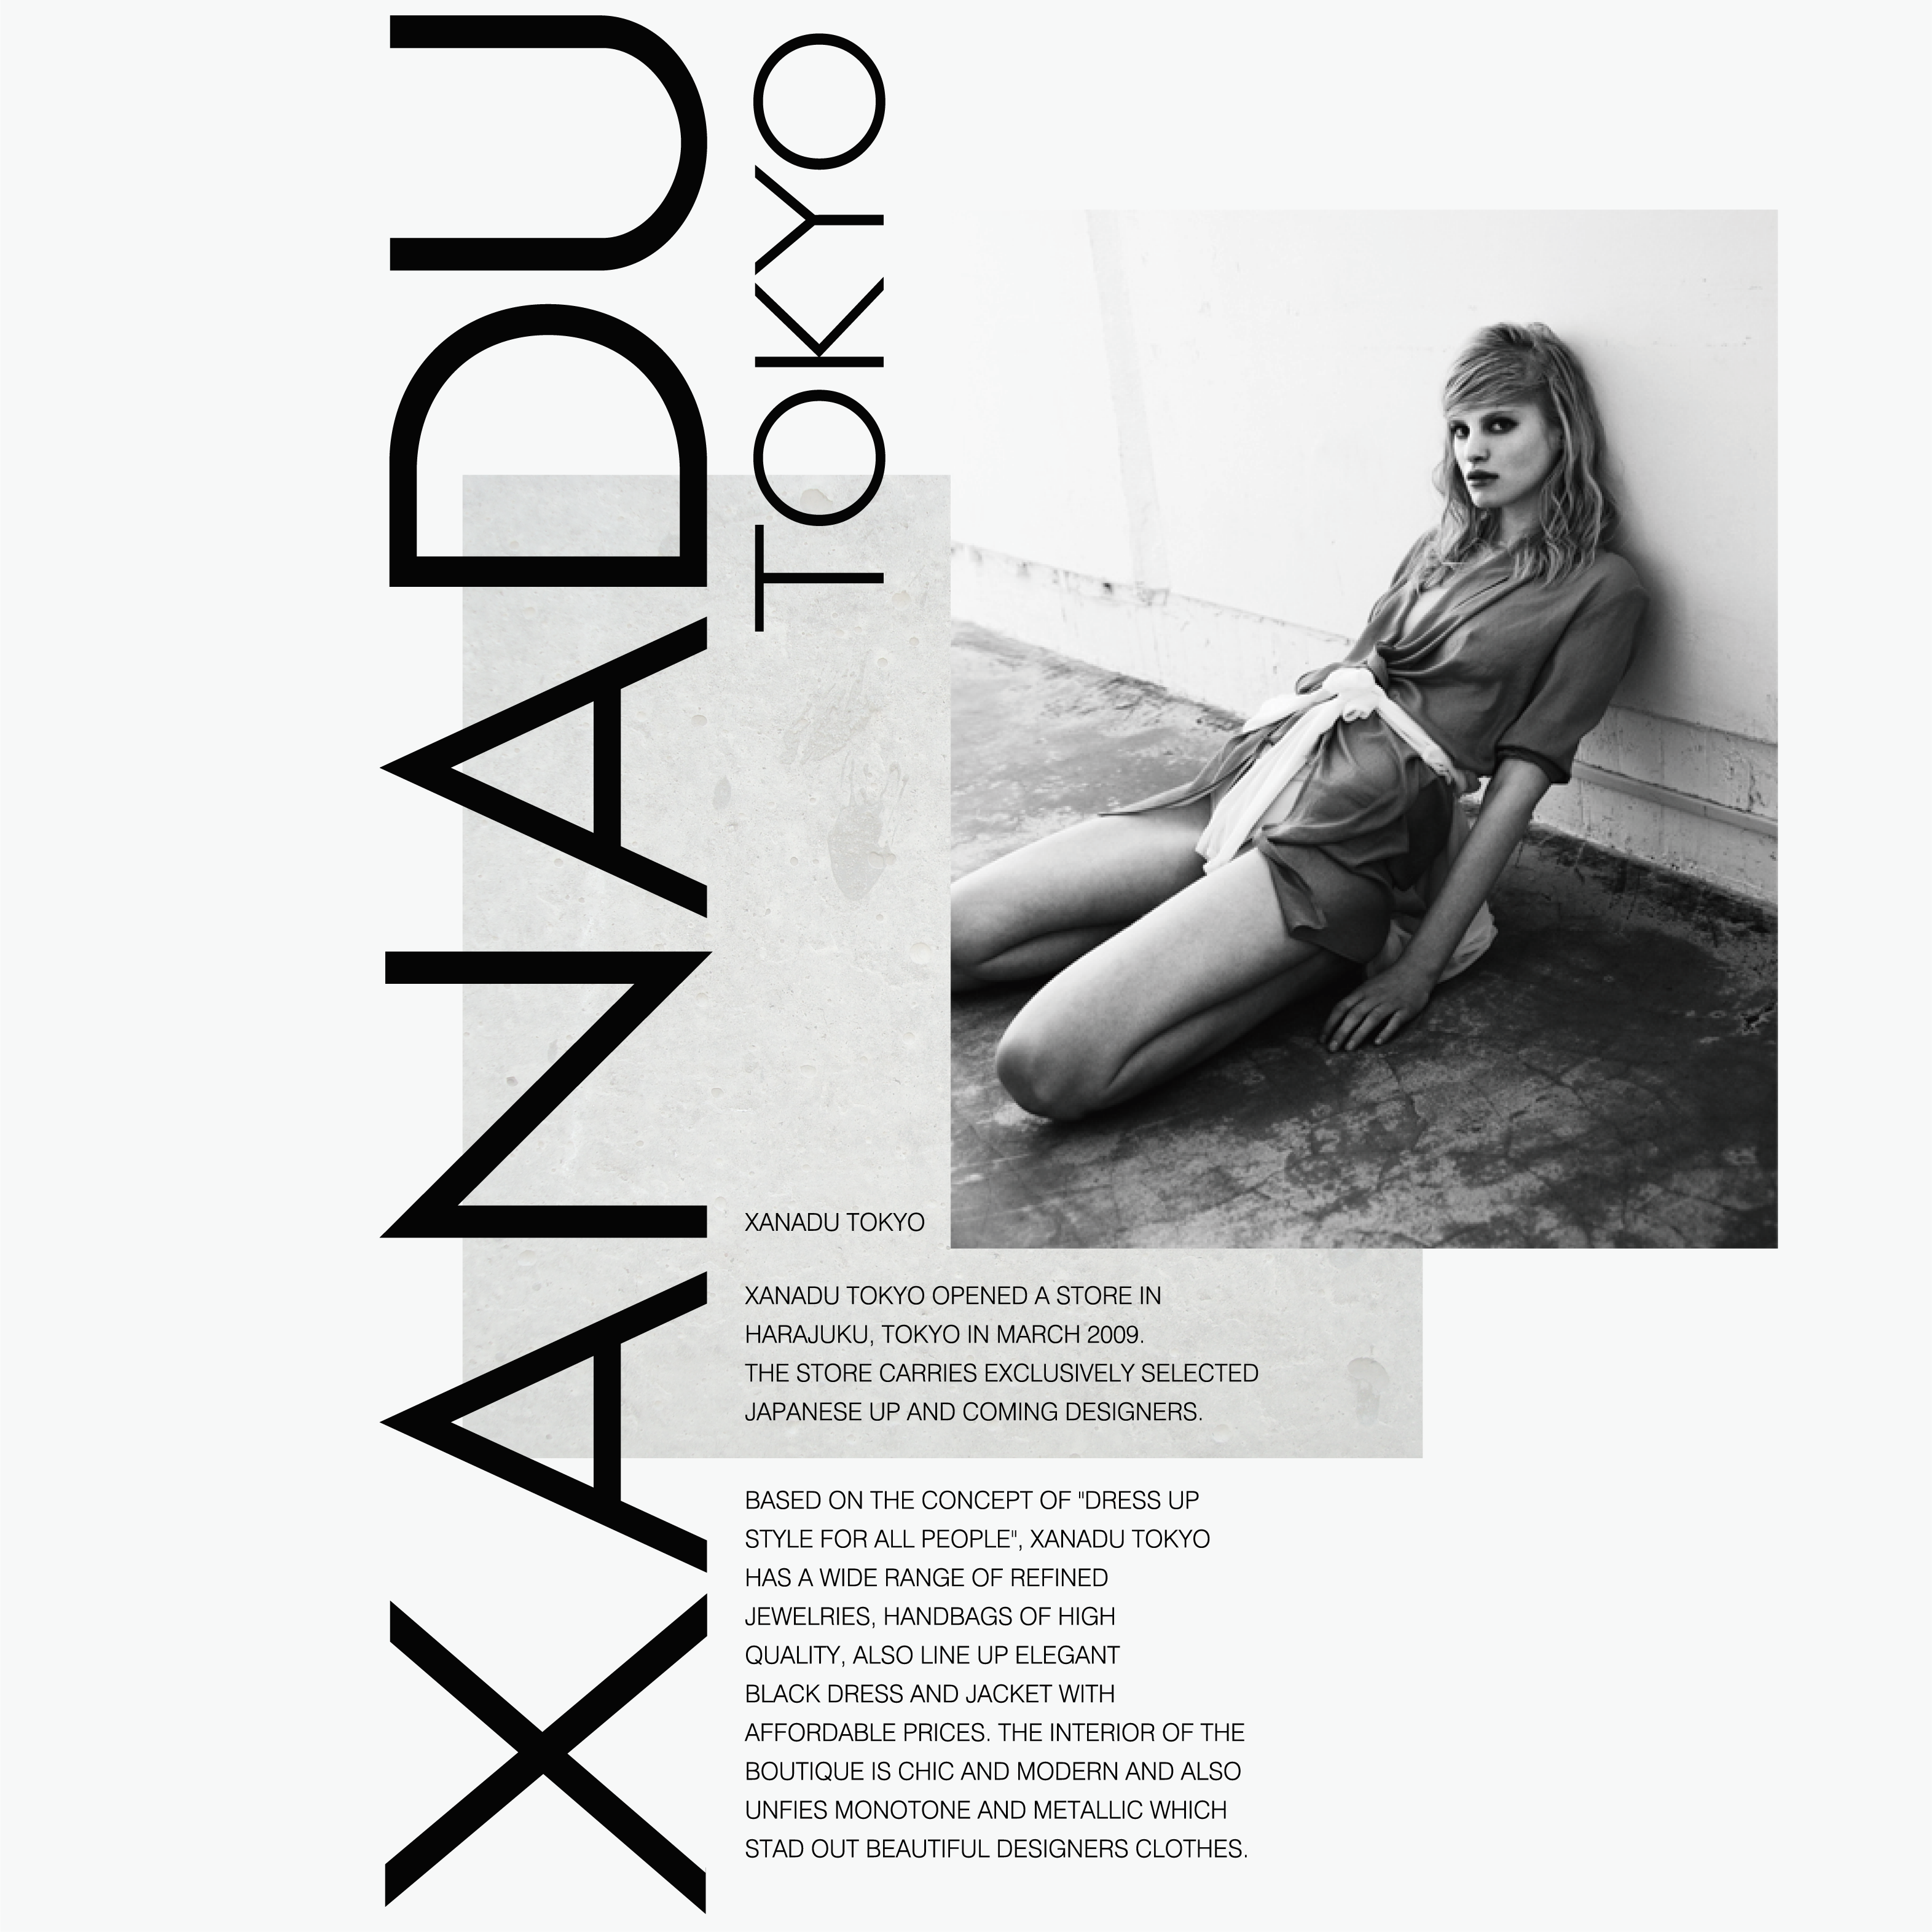 XANADU
TOKYO
XANADU TOKYO
XANADU TOKYO OPENED A STORE IN
HARAJUKU, TOKYO IN MARCH 2009.
THE STORE CARRIES EXCLUSIVELY SELECTED
JAPANESE UP AND COMING DESIGNERS.
BASED ON THE CONCEPT OF "DRESS UP
STYLE FOR ALL PEOPLE", XANADU TOKYO
HAS A WIDE RANGE OF REFINED
JEWELRIES, HANDBAGS OF HIGH
QUALITY, ALSO LINE UP ELEGANT
BLACK DRESS AND JACKET WITH
AFFORDABLE PRICES. THE INTERIOR OF THE
BOUTIQUE IS CHIC AND MODERN AND ALSO
UNFIES MONOTONE AND METALLIC WHICH
STAD OUT BEAUTIFUL DESIGNERS CLOTHES.